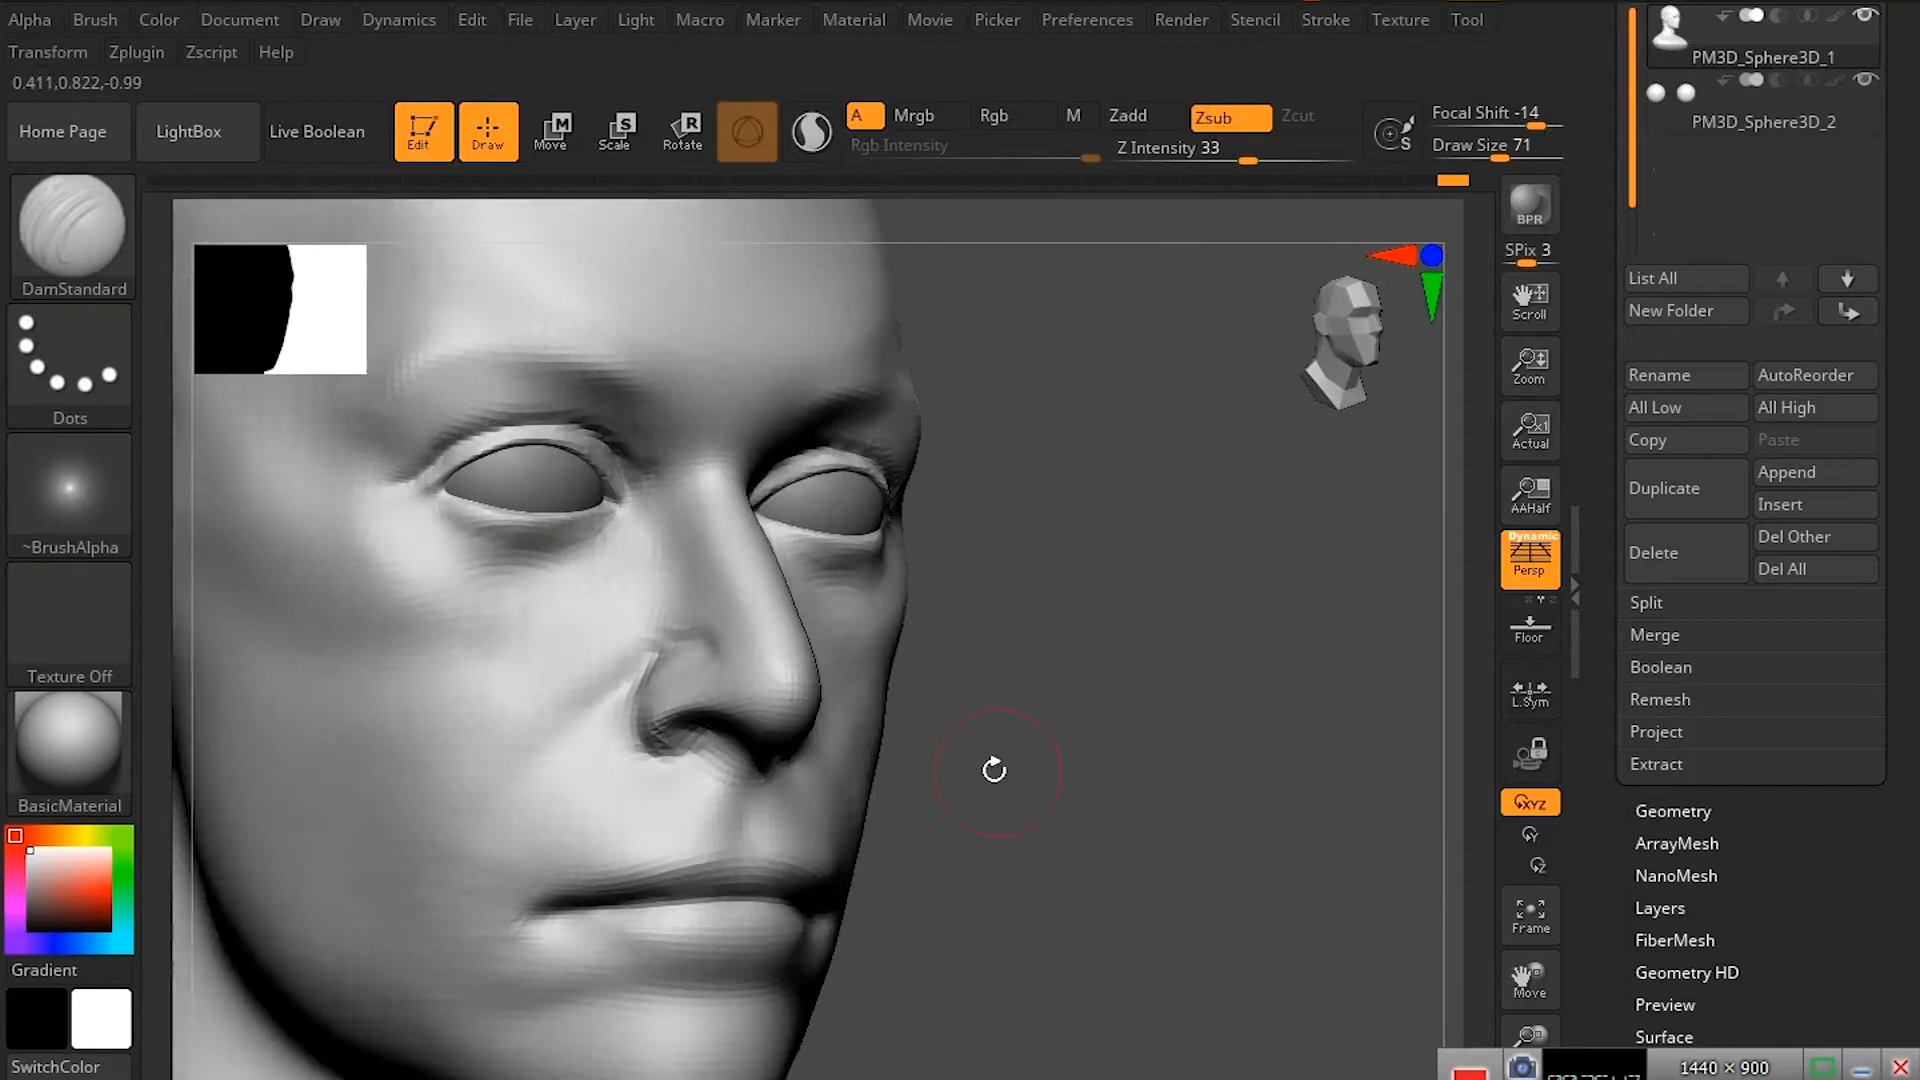 Alpha Brush Color Document Draw Dynamics Edit File Layer Light Macro Marker Material Movie Picker Preferences Render Stencil Stroke Texture Tool
Transform Zplugin Zscript Help
0.411,0.822,-0.99
Home Page LightBox Live Boolean Edit Draw M Move S Scale R Rotate A Mrgb Rgb M Zadd Zsub Zcut
Rgb Intensity Z Intensity 33
S Focal Shift -14
Draw Size 71
DamStandard
Dots
~BrushAlpha
Texture Off
BasicMaterial
Gradient
SwitchColor
BPR
SPix 3
Scroll
Zoom
x1
Actual
AAHalf
Dynamic
Persp
X Y Z
Floor
L.Sym
XYZ
Y
Z
Frame
Move
PM3D_Sphere3D_1
PM3D_Sphere3D_2
List All
New Folder
Rename AutoReorder
All Low All High
Copy Paste
Duplicate Append
Insert
Delete Del Other
Del All
Split
Merge
Boolean
Remesh
Project
Extract
Geometry
ArrayMesh
NanoMesh
Layers
FiberMesh
Geometry HD
Preview
Surface
1440 × 900